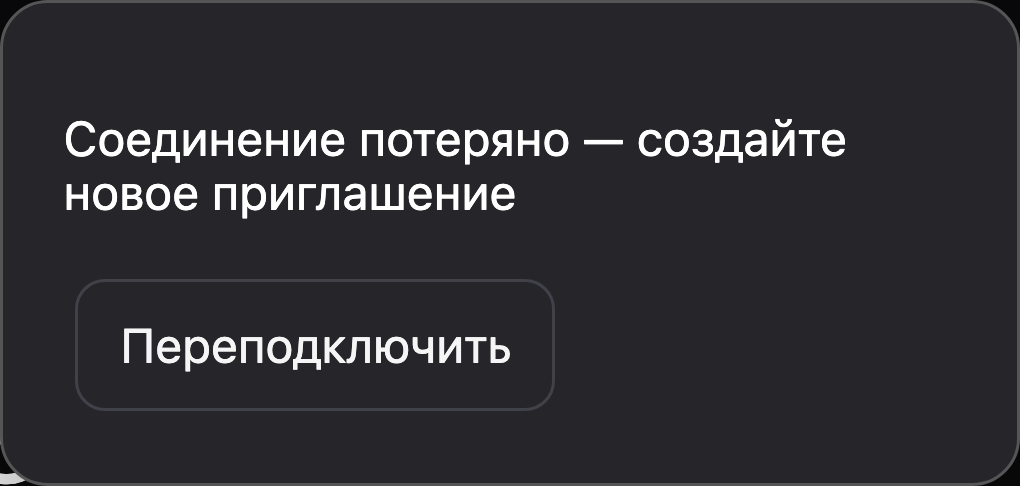 Соединение потеряно — создайте
новое приглашение
Переподключить